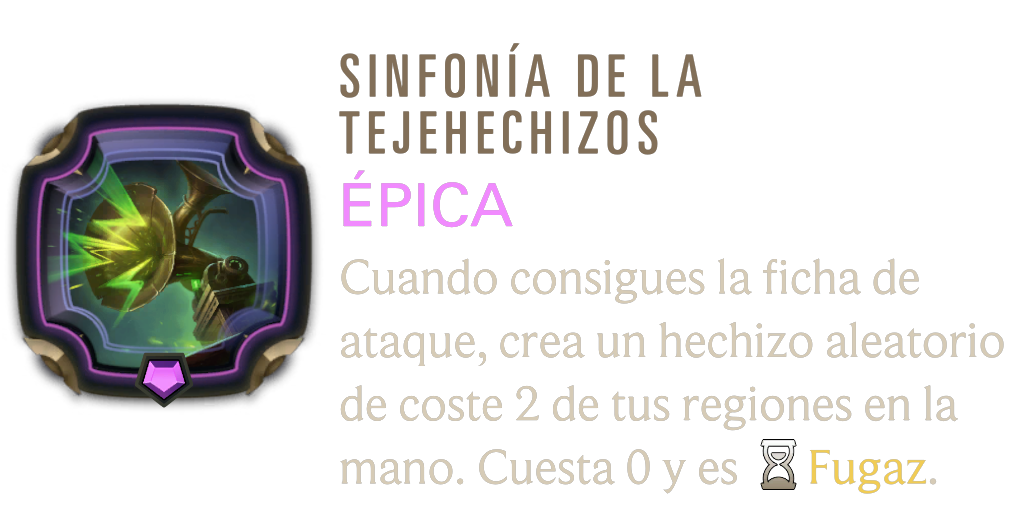 SINFONÍA DE LA
TEJEHECHIZOS
ÉPICA
Cuando consigues la ficha de
ataque, crea un hechizo aleatorio
de coste 2 de tus regiones en la
mano. Cuesta 0 y es Fugaz.